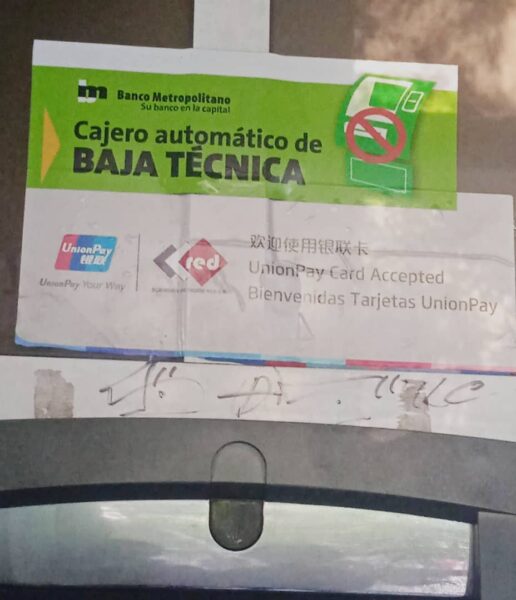 Banco Metropolitano
Su banco en la capital
Cajero automático de
BAJA TÉCNICA
UnionPay
银联
UnionPay Your Way
red
欢迎使用银联卡
UnionPay Card Accepted
Bienvenidas Tarjetas UnionPay